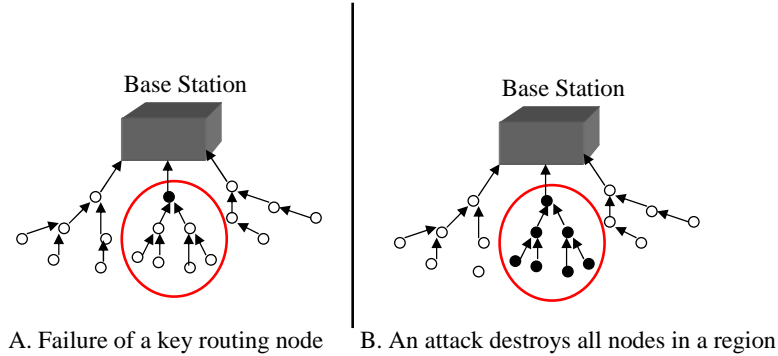 Base Station
Base Station
A. Failure of a key routing node
B. An attack destroys all nodes in a region